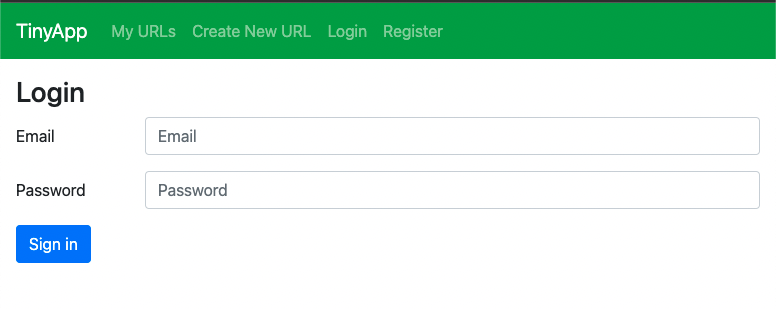 TinyApp My URLs Create New URL Login Register
Login
Email Email
Password Password
Sign in